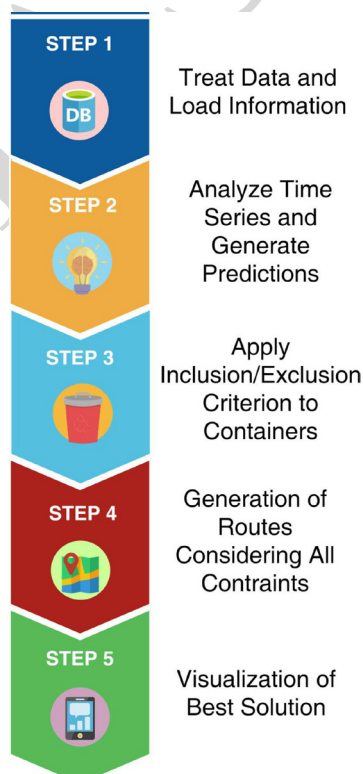 STEP 1
DB
Treat Data and
Load Information
STEP 2
Analyze Time
Series and
Generate
Predictions
STEP 3
Apply
Inclusion/Exclusion
Criterion to
Containers
STEP 4
Generation of
Routes
Considering All
Contraints
STEP 5
Visualization of
Best Solution